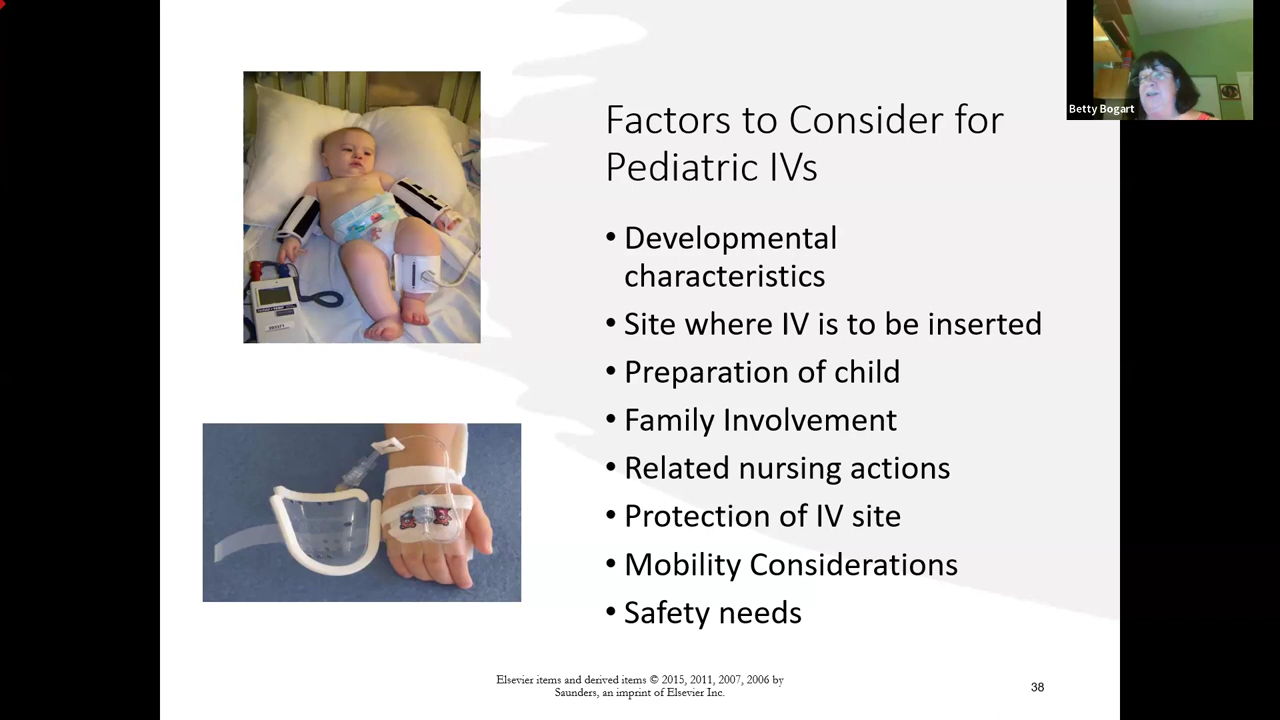 Betty Bogart
Factors to Consider for
Pediatric IVs
• Developmental
characteristics
• Site where IV is to be inserted
• Preparation of child
• Family Involvement
• Related nursing actions
• Protection of IV site
• Mobility Considerations
• Safety needs
Elsevier items and derived items © 2015, 2011, 2007, 2006 by
Saunders, an imprint of Elsevier Inc.
38